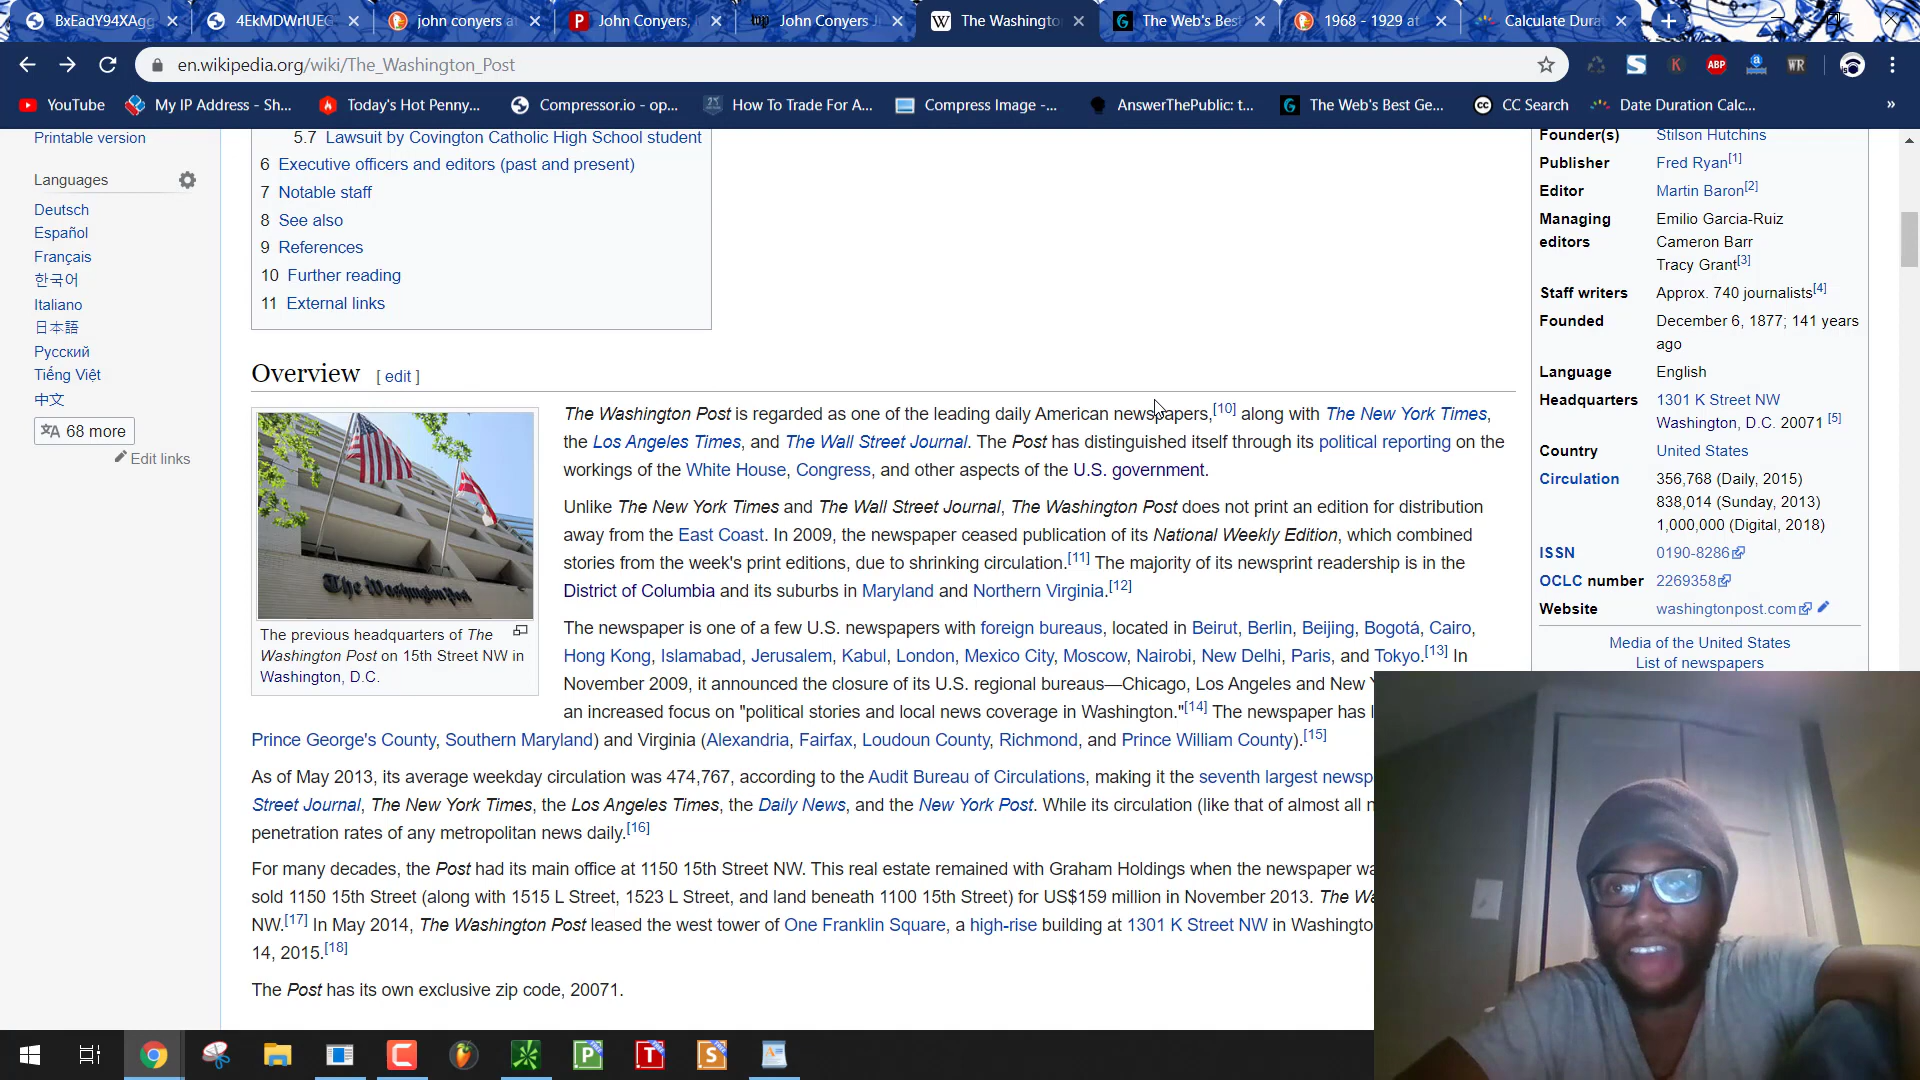 BxEadY94XAgg
4EkMDWrIUEC
john conyers at
John Conyers,
John Conyers J
The Washingto
The Web's Best
1968 - 1929 at
Calculate Dura
en.wikipedia.org/wiki/The_Washington_Post
YouTube
My IP Address - Sh...
Today's Hot Penny...
Compressor.io - op...
How To Trade For A...
Compress Image -...
AnswerThePublic: t...
The Web's Best Ge...
CC Search
Date Duration Calc...
»
Printable version
Languages
Deutsch
Español
Français
한국어
Italiano
日本語
Русский
Tiếng Việt
中文
68 more
Edit links
5.7 Lawsuit by Covington Catholic High School student
6 Executive officers and editors (past and present)
7 Notable staff
8 See also
9 References
10 Further reading
11 External links
Overview [ edit ]
The Washington Post
The previous headquarters of The
Washington Post on 15th Street NW in
Washington, D.C.
The Washington Post is regarded as one of the leading daily American newspapers,[10] along with The New York Times,
the Los Angeles Times, and The Wall Street Journal. The Post has distinguished itself through its political reporting on the
workings of the White House, Congress, and other aspects of the U.S. government.
Unlike The New York Times and The Wall Street Journal, The Washington Post does not print an edition for distribution
away from the East Coast. In 2009, the newspaper ceased publication of its National Weekly Edition, which combined
stories from the week's print editions, due to shrinking circulation.[11] The majority of its newsprint readership is in the
District of Columbia and its suburbs in Maryland and Northern Virginia.[12]
The newspaper is one of a few U.S. newspapers with foreign bureaus, located in Beirut, Berlin, Beijing, Bogotá, Cairo,
Hong Kong, Islamabad, Jerusalem, Kabul, London, Mexico City, Moscow, Nairobi, New Delhi, Paris, and Tokyo.[13] In
November 2009, it announced the closure of its U.S. regional bureaus—Chicago, Los Angeles and New Y
an increased focus on "political stories and local news coverage in Washington."[14] The newspaper has l
Prince George's County, Southern Maryland) and Virginia (Alexandria, Fairfax, Loudoun County, Richmond, and Prince William County).[15]
As of May 2013, its average weekday circulation was 474,767, according to the Audit Bureau of Circulations, making it the seventh largest newsp
Street Journal, The New York Times, the Los Angeles Times, the Daily News, and the New York Post. While its circulation (like that of almost all n
penetration rates of any metropolitan news daily.[16]
For many decades, the Post had its main office at 1150 15th Street NW. This real estate remained with Graham Holdings when the newspaper wa
sold 1150 15th Street (along with 1515 L Street, 1523 L Street, and land beneath 1100 15th Street) for US$159 million in November 2013. The Wa
NW.[17] In May 2014, The Washington Post leased the west tower of One Franklin Square, a high-rise building at 1301 K Street NW in Washingto
14, 2015.[18]
The Post has its own exclusive zip code, 20071.
Founder(s) Stilson Hutchins
Publisher Fred Ryan[1]
Editor Martin Baron[2]
Managing Emilio Garcia-Ruiz
editors Cameron Barr
Tracy Grant[3]
Staff writers Approx. 740 journalists[4]
Founded December 6, 1877; 141 years
ago
Language English
Headquarters 1301 K Street NW
Washington, D.C. 20071 [5]
Country United States
Circulation 356,768 (Daily, 2015)
838,014 (Sunday, 2013)
1,000,000 (Digital, 2018)
ISSN 0190-8286
OCLC number 2269358
Website washingtonpost.com
Media of the United States
List of newspapers